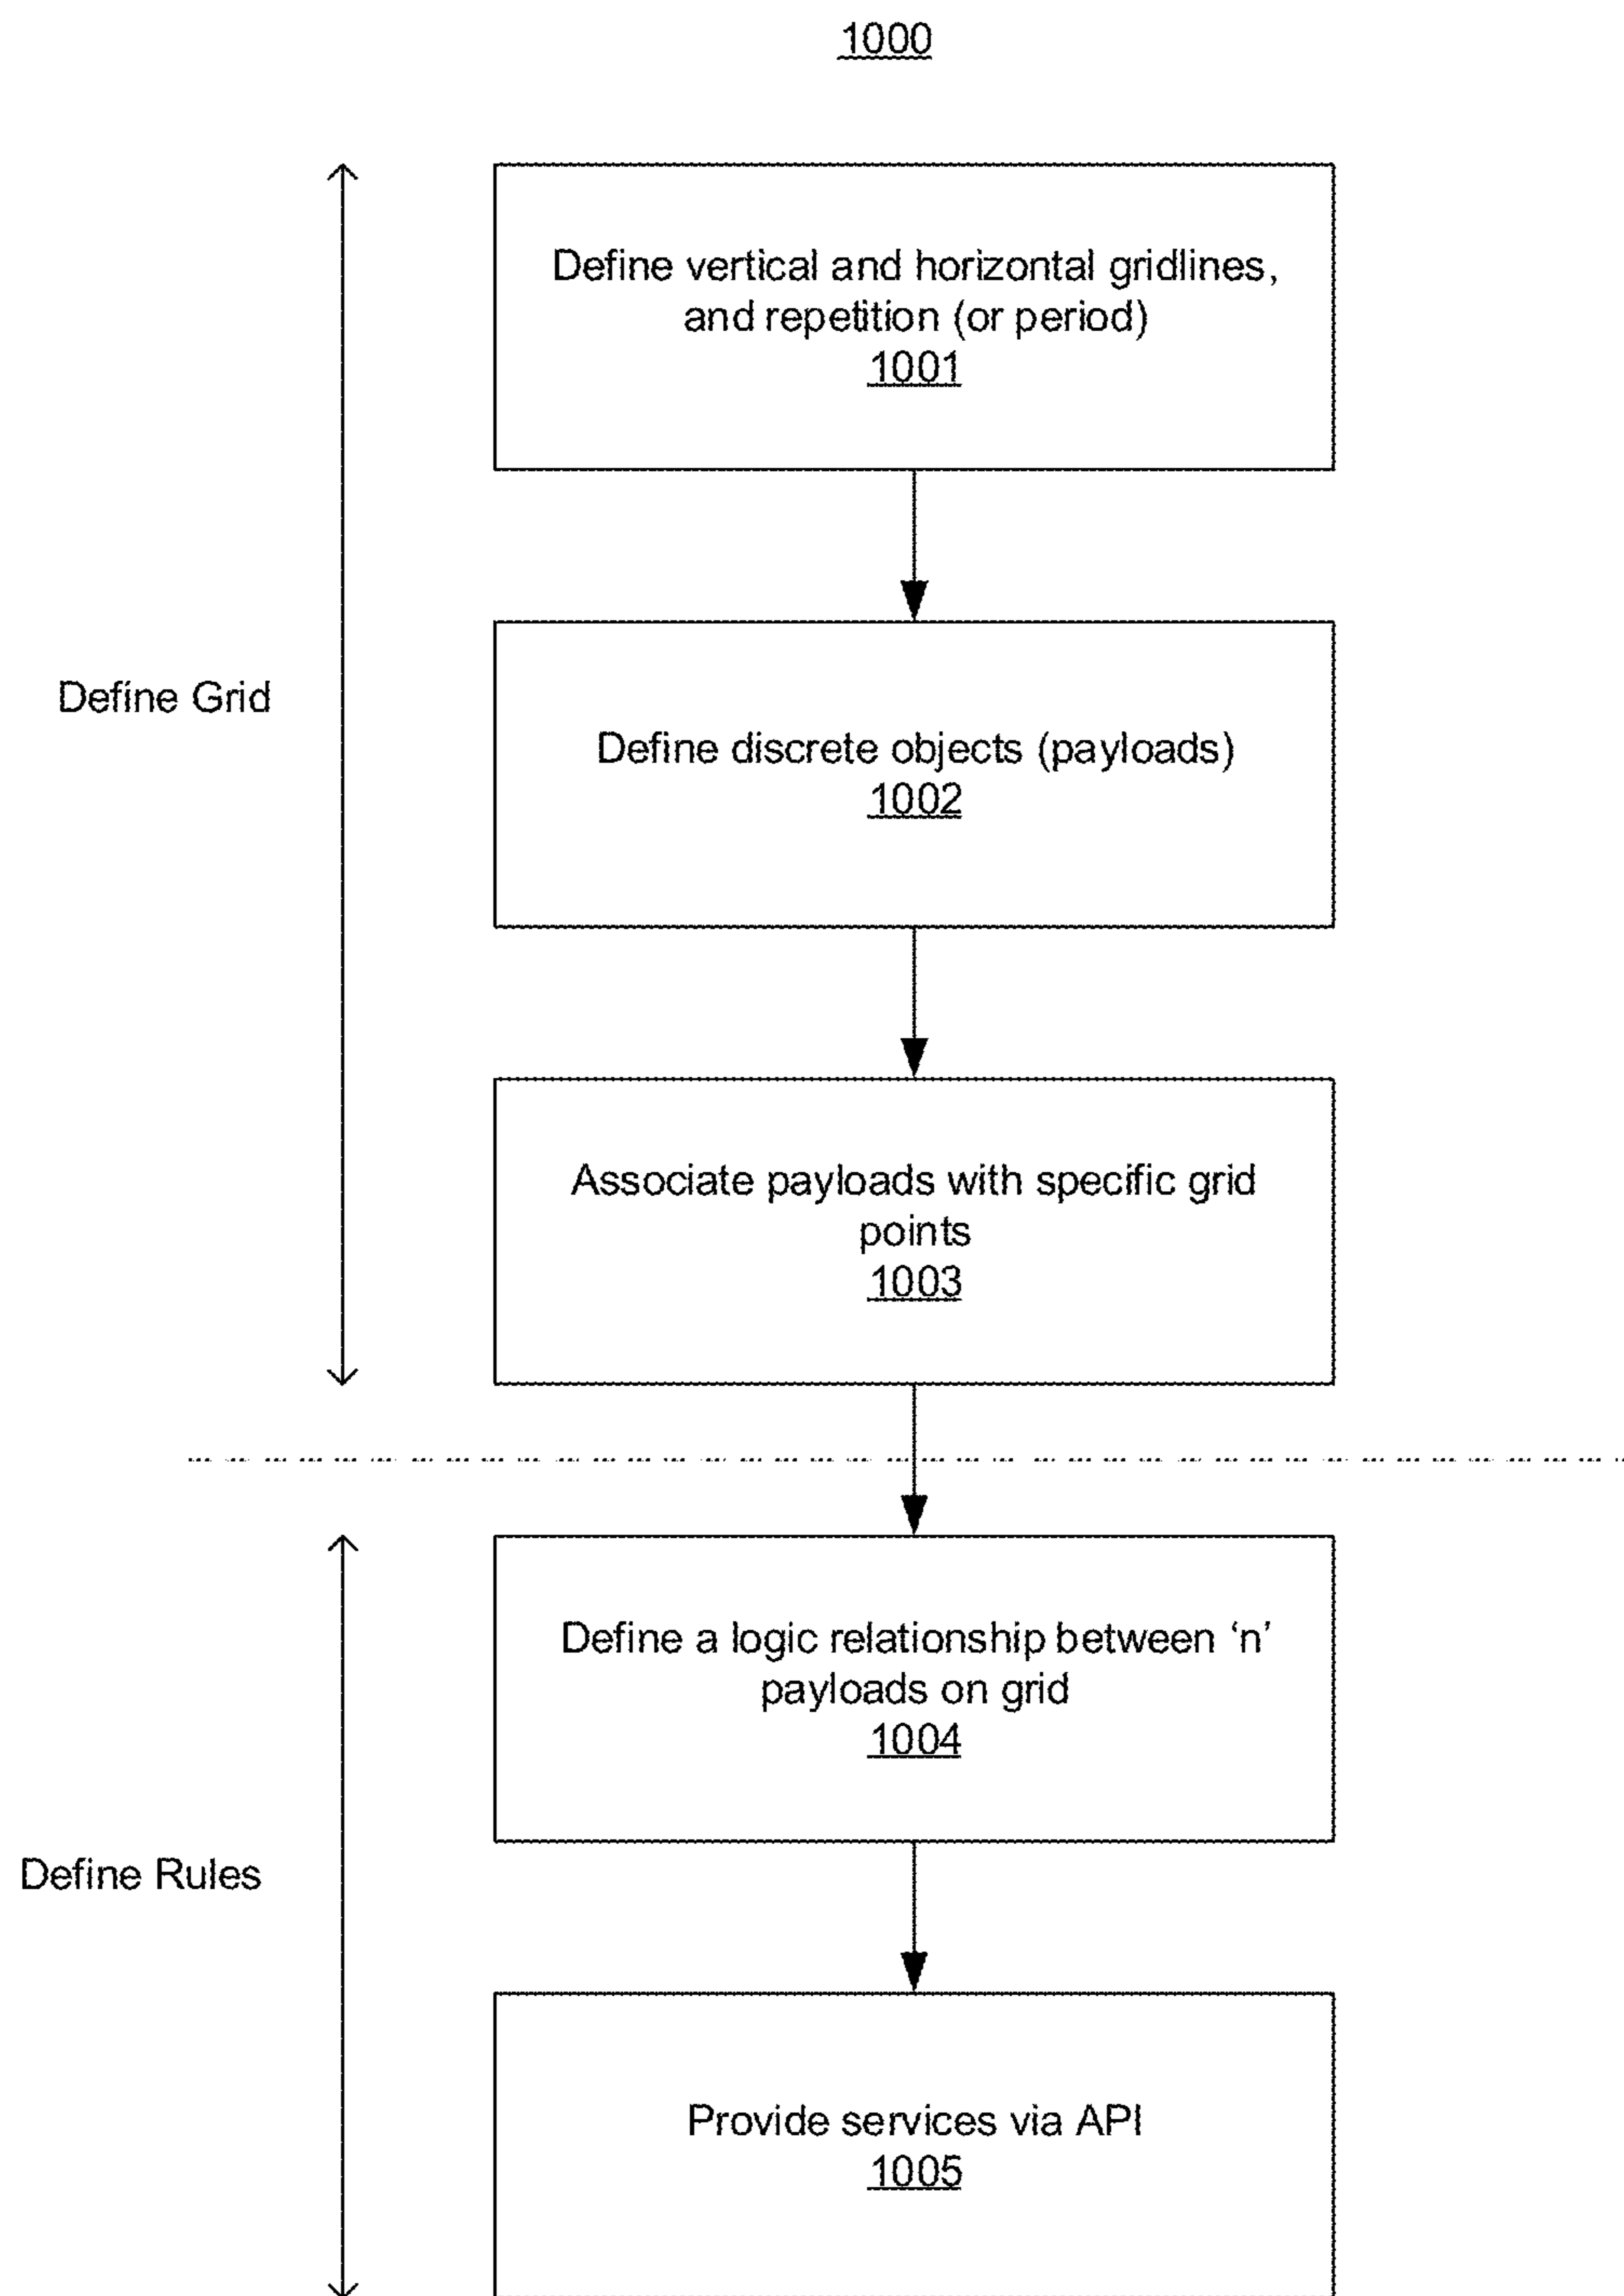 1000
Define vertical and horizontal gridlines,
and repetition (or period)
1001
Define Grid
Define discrete objects (payloads)
1002
Associate payloads with specific grid
points
1003
Define a logic relationship between ‘n’
payloads on grid
1004
Define Rules
Provide services via API
1005